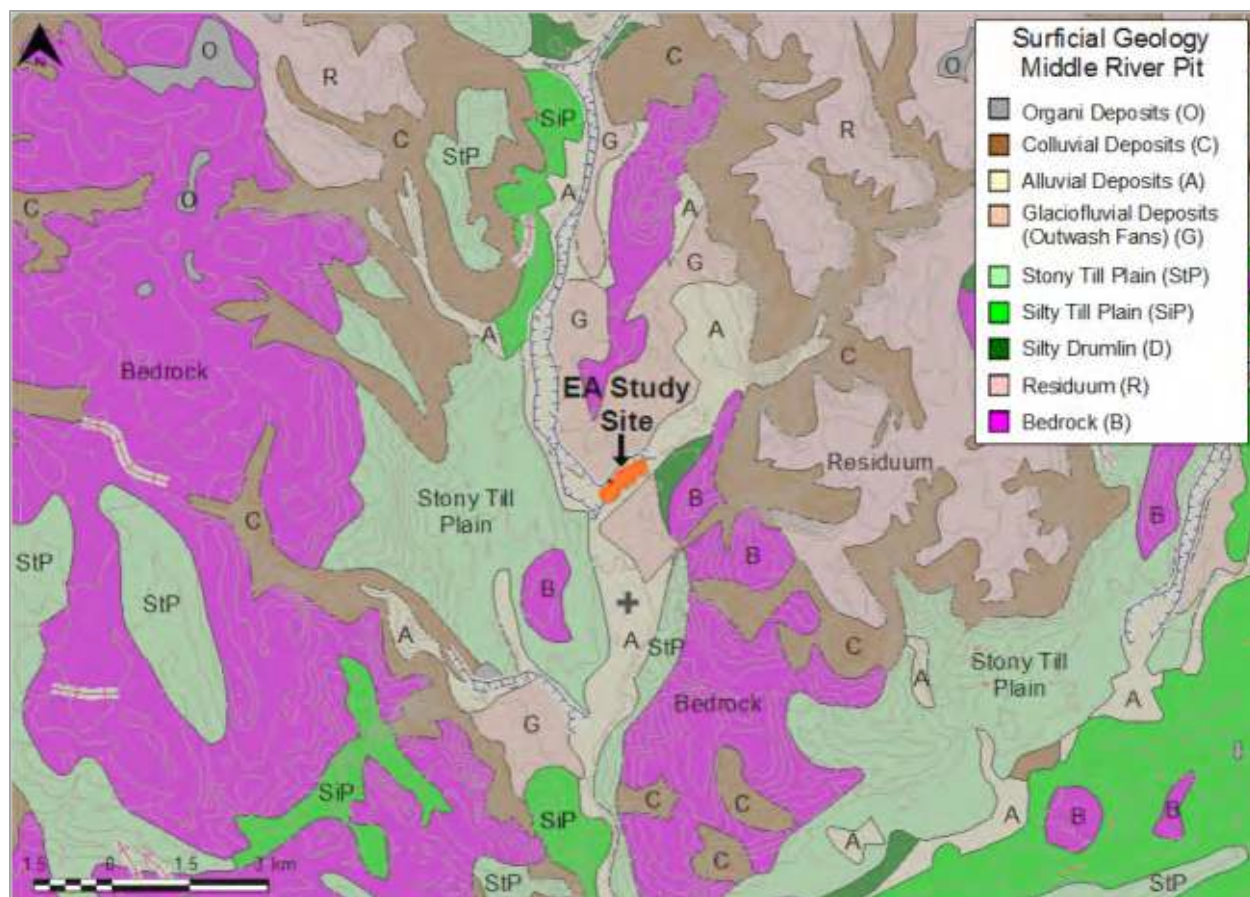 Surficial Geology
Middle River Pit
Organi Deposits (O)
Colluvial Deposits (C)
Alluvial Deposits (A)
Glaciofluvial Deposits
(Outwash Fans) (G)
Stony Till Plain (StP)
Silty Till Plain (SiP)
Silty Drumlin (D)
Residuum (R)
Bedrock (B)
O
R
C
O
SiP
R
C
StP
G
A
A
C
O
G
A
G
A
C
Bedrock
EA Study
Site
Residuum
Stony Till
Plain
C
B
B
B
StP
StP
B
A
A
StP
C
Stony Till
Plain
A
A
G
Bedrock
SiP
SiP
C
C
C
A
B
B
StP
StP
1.5 0 1.5 3 km